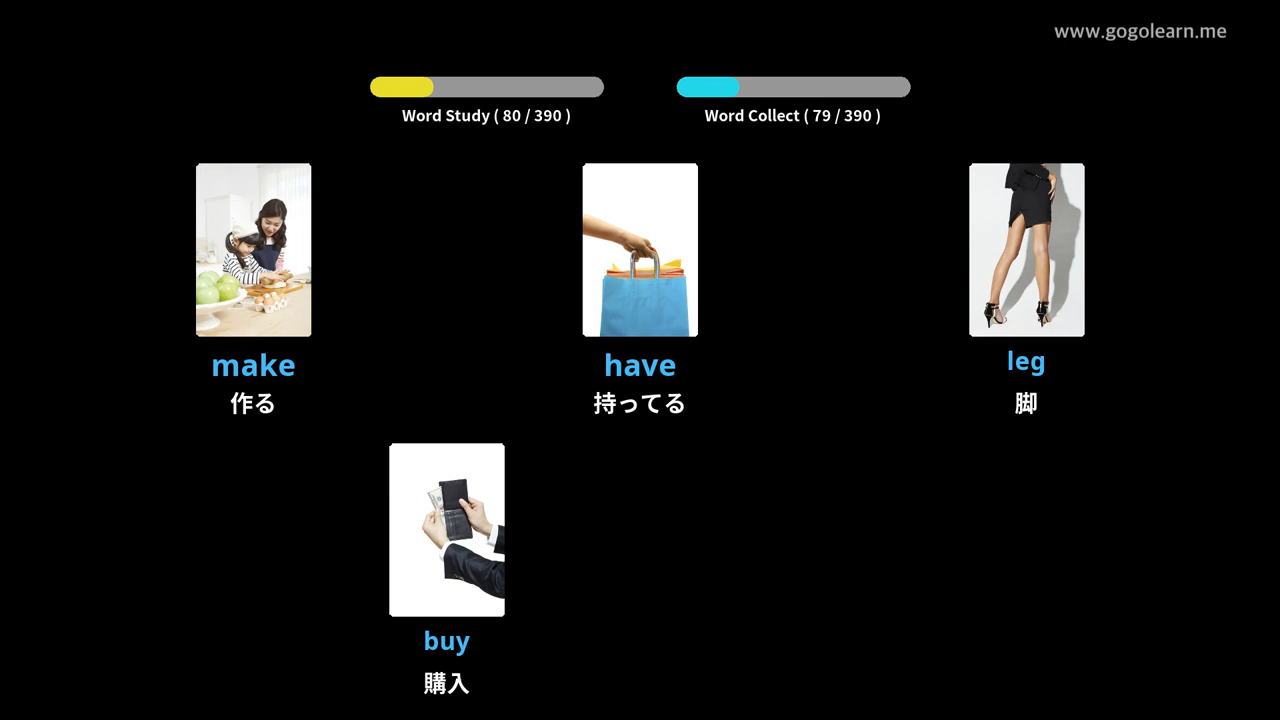 www.gogolearn.me
Word Study ( 80 / 390 )
Word Collect ( 79 / 390 )
make
作る
have
持ってる
leg
脚
buy
購入